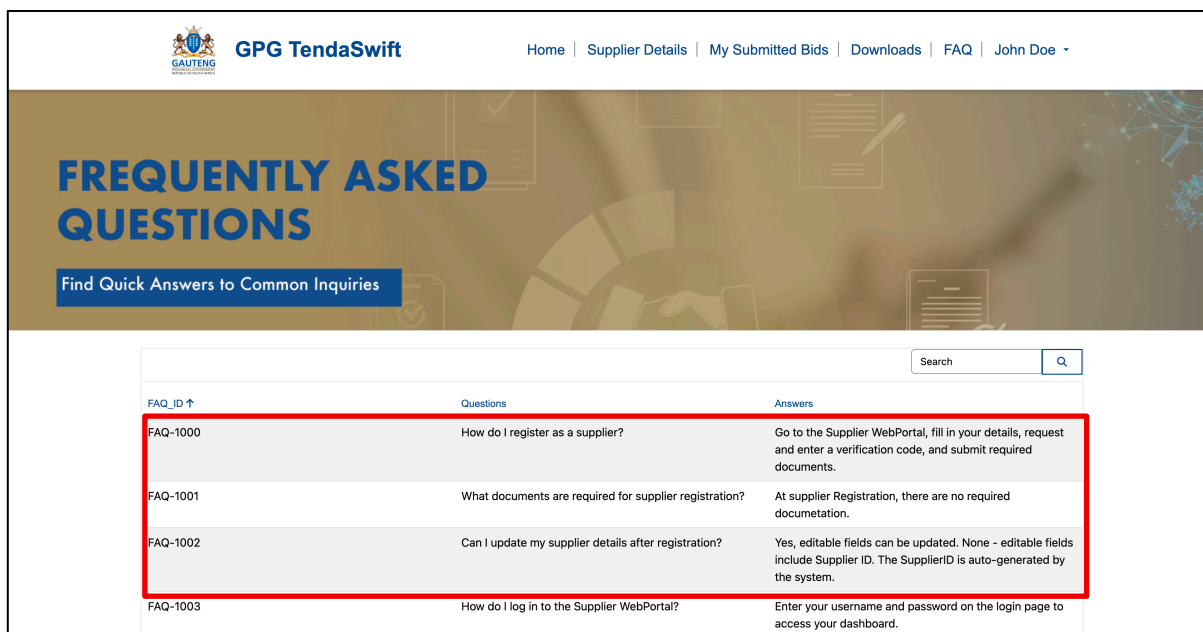 GAUTENG
PROVINCIAL GOVERNMENT
REPUBLIC OF SOUTH AFRICA
GPG TendaSwift
Home | Supplier Details | My Submitted Bids | Downloads | FAQ | John Doe
FREQUENTLY ASKED
QUESTIONS
Find Quick Answers to Common Inquiries
Search
FAQ_ID Questions Answers
FAQ-1000 How do I register as a supplier? Go to the Supplier WebPortal, fill in your details, request
and enter a verification code, and submit required
documents.
FAQ-1001 What documents are required for supplier registration? At supplier Registration, there are no required
documetation.
FAQ-1002 Can I update my supplier details after registration? Yes, editable fields can be updated. None - editable fields
include Supplier ID. The SupplierID is auto-generated by
the system.
FAQ-1003 How do I log in to the Supplier WebPortal? Enter your username and password on the login page to
access your dashboard.